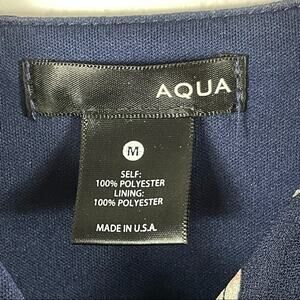 AQUA
M
SELF:
100% POLYESTER
LINING:
100% POLYESTER
MADE IN U.S.A.